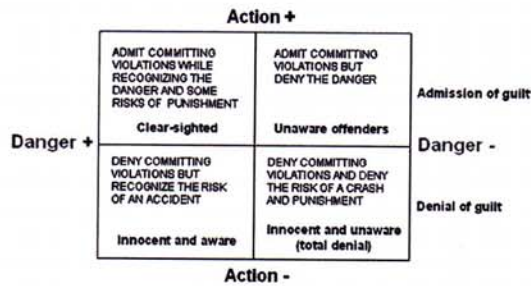 Action +
ADMIT COMMITTING
VIOLATIONS WHILE
RECOGNIZING THE
DANGER AND SOME
RISKS OF PUNISHMENT
Clear-sighted
ADMIT COMMITTING
VIOLATIONS BUT
DENY THE DANGER
Unaware offenders
Admission of guilt
Danger +
Danger -
DENY COMMITTING
VIOLATIONS BUT
RECOGNIZE THE RISK
OF AN ACCIDENT
Innocent and aware
DENY COMMITTING
VIOLATIONS AND DENY
THE RISK OF A CRASH
AND PUNISHMENT
Innocent and unaware
(total denial)
Denial of guilt
Action -